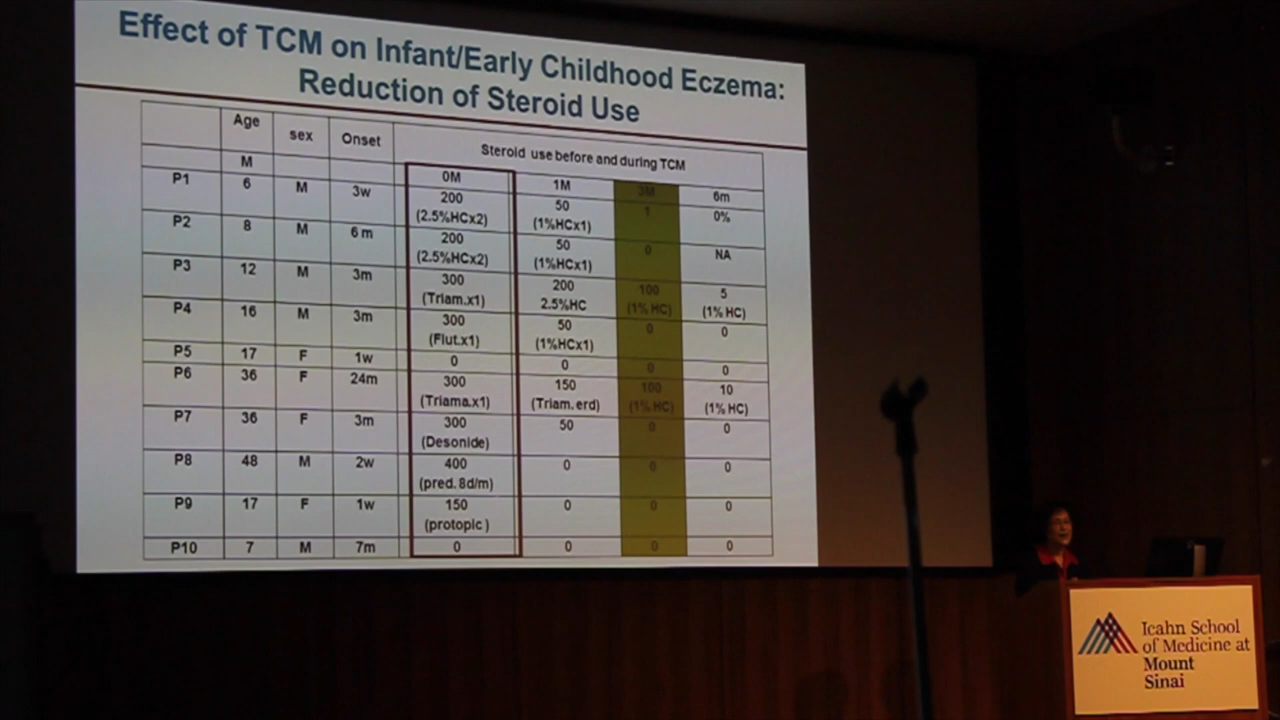 Effect of TCM on Infant/Early Childhood Eczema:
Reduction of Steroid Use
Age sex Onset Steroid use before and during TCM
M 0M 1M 3M 6m
P1 6 M 3w 200 (2.5%HCx2) 50 (1%HCx1) 1 0%
P2 8 M 6 m 200 (2.5%HCx2) 50 (1%HCx1) 0 NA
P3 12 M 3m 300 (Triam.x1) 200 2.5%HC 100 (1% HC) 5 (1% HC)
P4 16 M 3m 300 (Flut.x1) 50 (1%HCx1) 0 0
P5 17 F 1w 0 0 0 0
P6 36 F 24m 300 (Triama.x1) 150 (Triam. erd) 100 (1% HC) 10 (1% HC)
P7 36 F 3m 300 (Desonide) 50 0 0
P8 48 M 2w 400 (pred. 8d/m) 0 0 0
P9 17 F 1w 150 (protopic ) 0 0 0
P10 7 M 7m 0 0 0 0
Icahn School
of Medicine at
Mount
Sinai